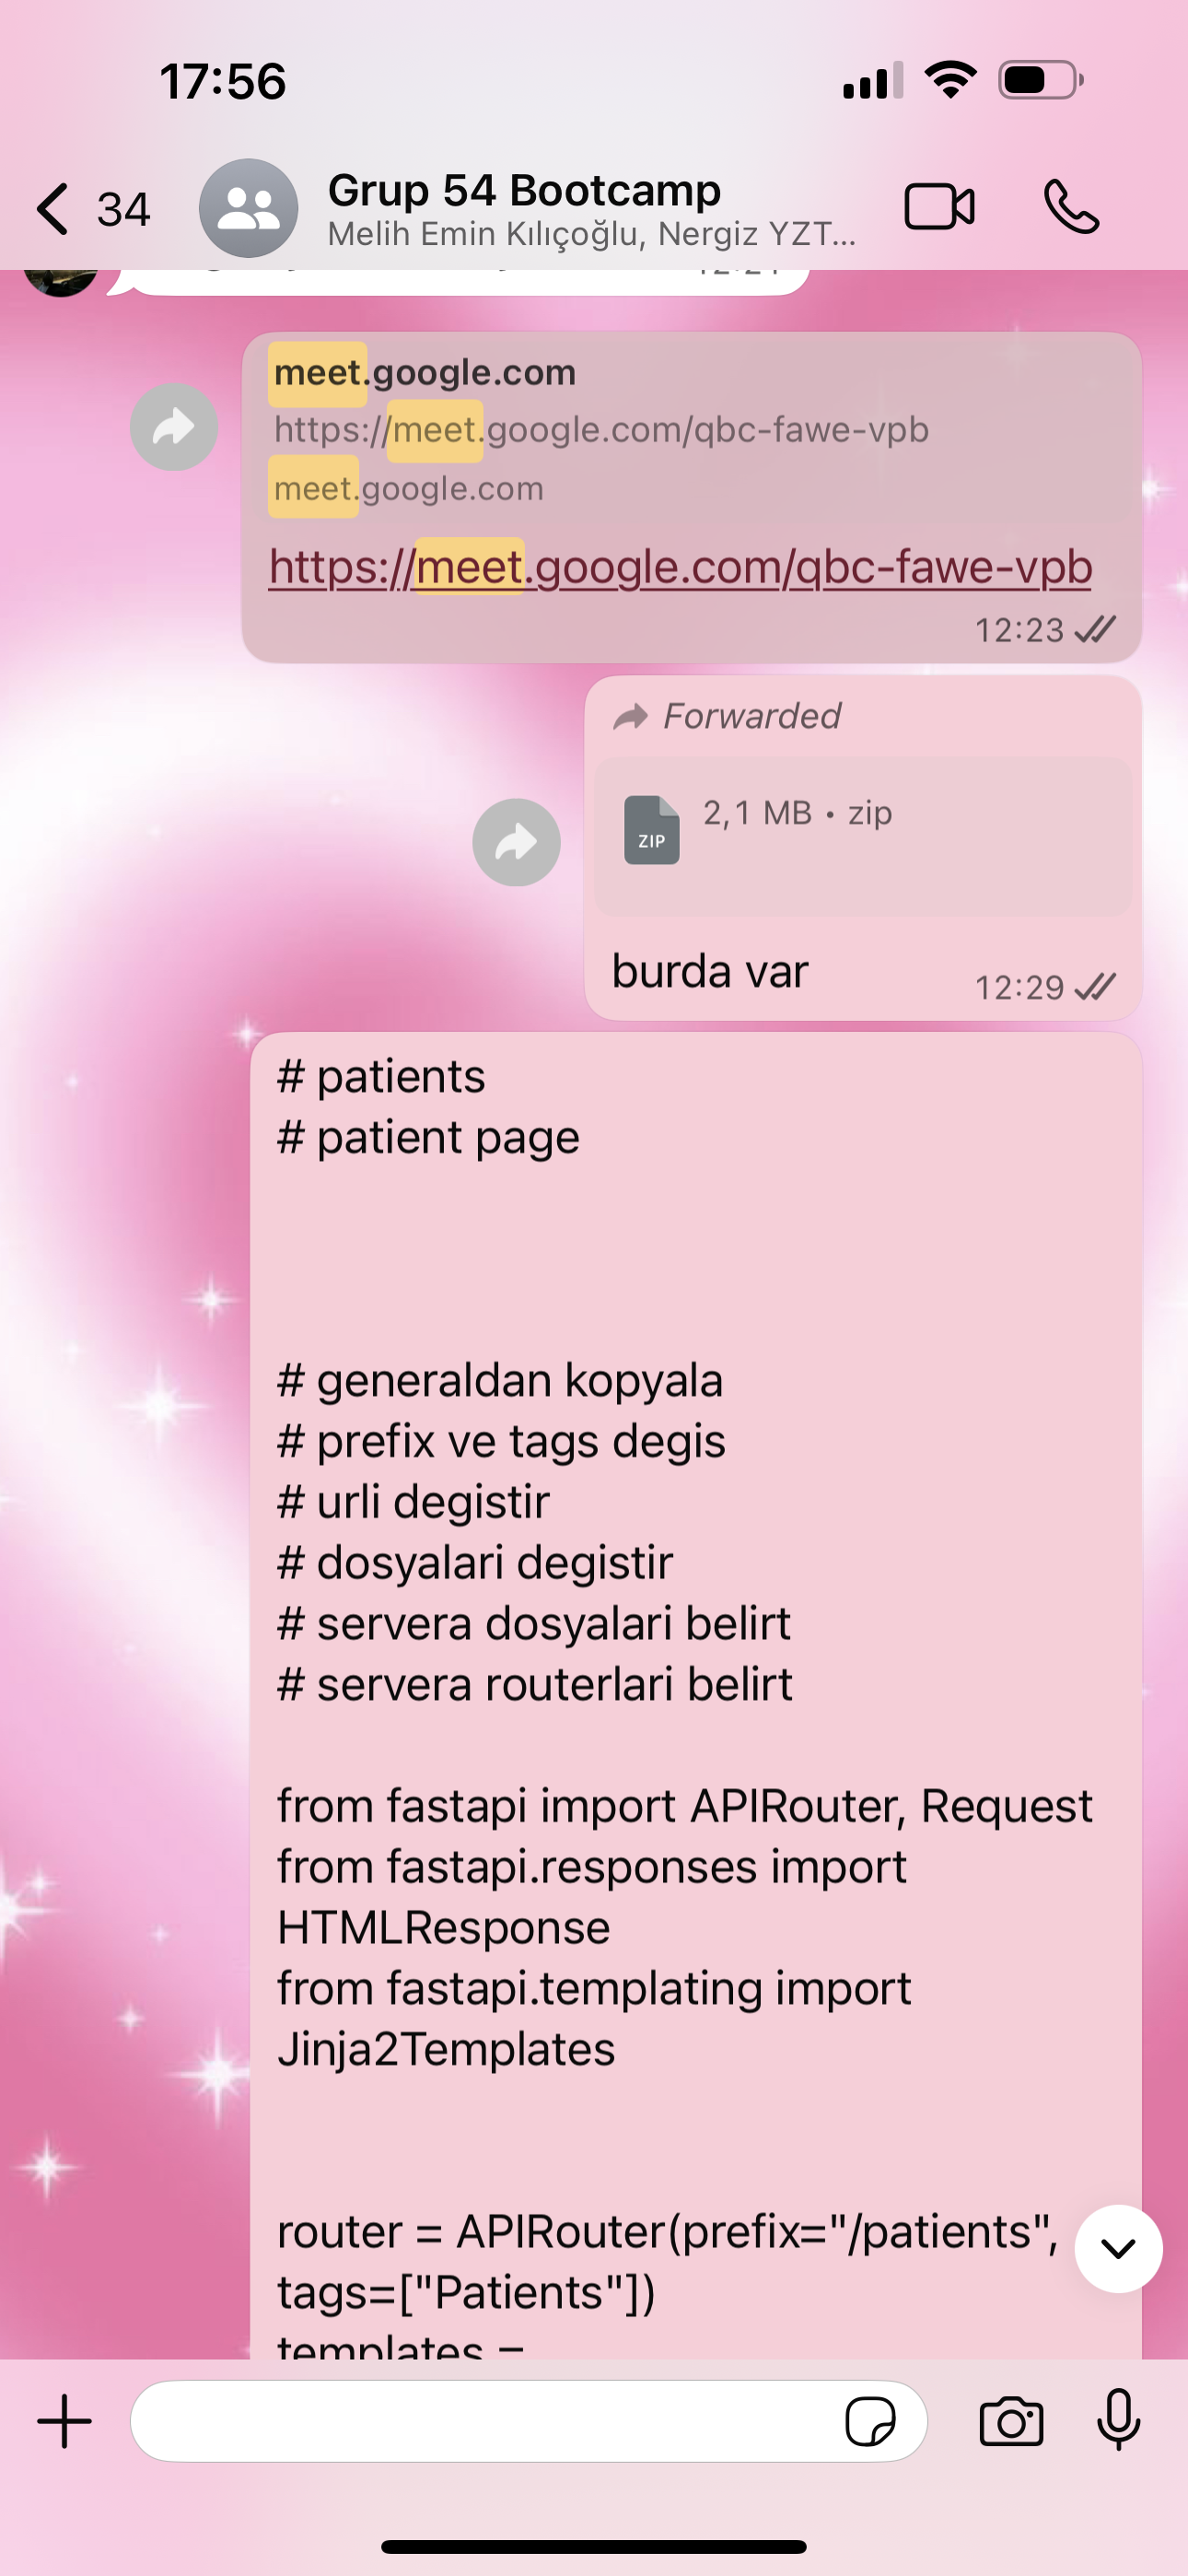 17:56
34
Grup 54 Bootcamp
Melih Emin Kılıçoğlu, Nergiz YZT...
meet.google.com
https://meet.google.com/qbc-fawe-vpb
meet.google.com
https://meet.google.com/qbc-fawe-vpb
12:23
Forwarded
ZIP
2,1 MB • zip
burda var
12:29
# patients
# patient page
# generaldan kopyala
# prefix ve tags degis
# urli degistir
# dosyalari degistir
# servera dosyalari belirt
# servera routerlari belirt
from fastapi import APIRouter, Request
from fastapi.responses import
HTMLResponse
from fastapi.templating import
Jinja2Templates
router = APIRouter(prefix="/patients",
tags=["Patients"])
templates =